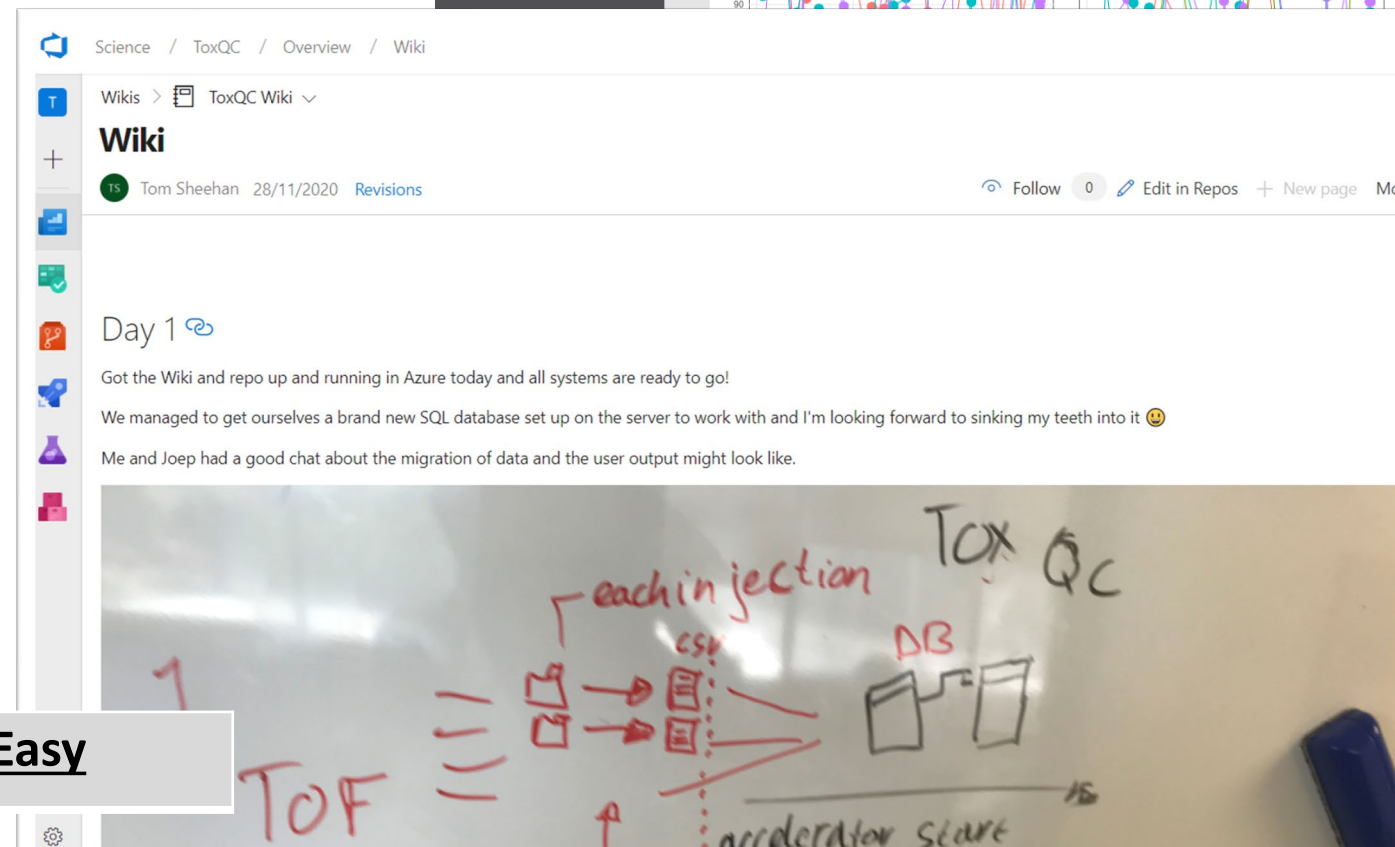 90
Science / ToxQC / Overview / Wiki
T
Wikis > ToxQC Wiki
Wiki
TS Tom Sheehan 28/11/2020 Revisions
Follow 0 Edit in Repos + New page Mo
Day 1
Got the Wiki and repo up and running in Azure today and all systems are ready to go!
We managed to get ourselves a brand new SQL database set up on the server to work with and I'm looking forward to sinking my teeth into it 😃
Me and Joep had a good chat about the migration of data and the user output might look like.
Tox QC
each injection
csv
DB
1
Easy
TOF
accelerator start